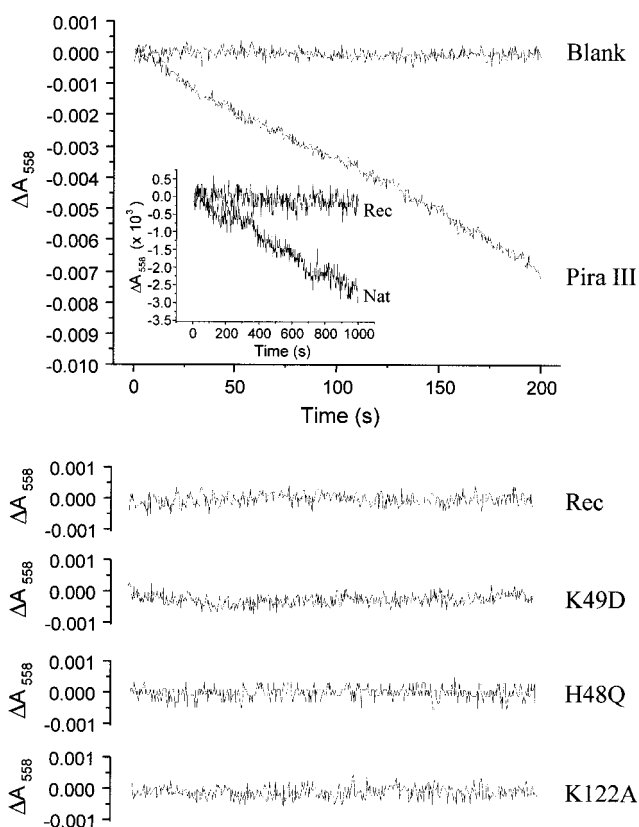 0.001
0.000
-0.001
-0.002
-0.003
-0.004
-0.005
-0.006
-0.007
-0.008
-0.009
-0.010
ΔA558
Blank
Pira III
0.5
0.0
-0.5
-1.0
-1.5
-2.0
-2.5
-3.0
-3.5
ΔA558 (x 10³)
Rec
Nat
0 200 400 600 800 1000
Time (s)
0 50 100 150 200
Time (s)
0.001
0.000
-0.001
ΔA558
Rec
0.001
0.000
-0.001
ΔA558
K49D
0.001
0.000
-0.001
ΔA558
H48Q
0.001
0.000
-0.001
ΔA558
K122A